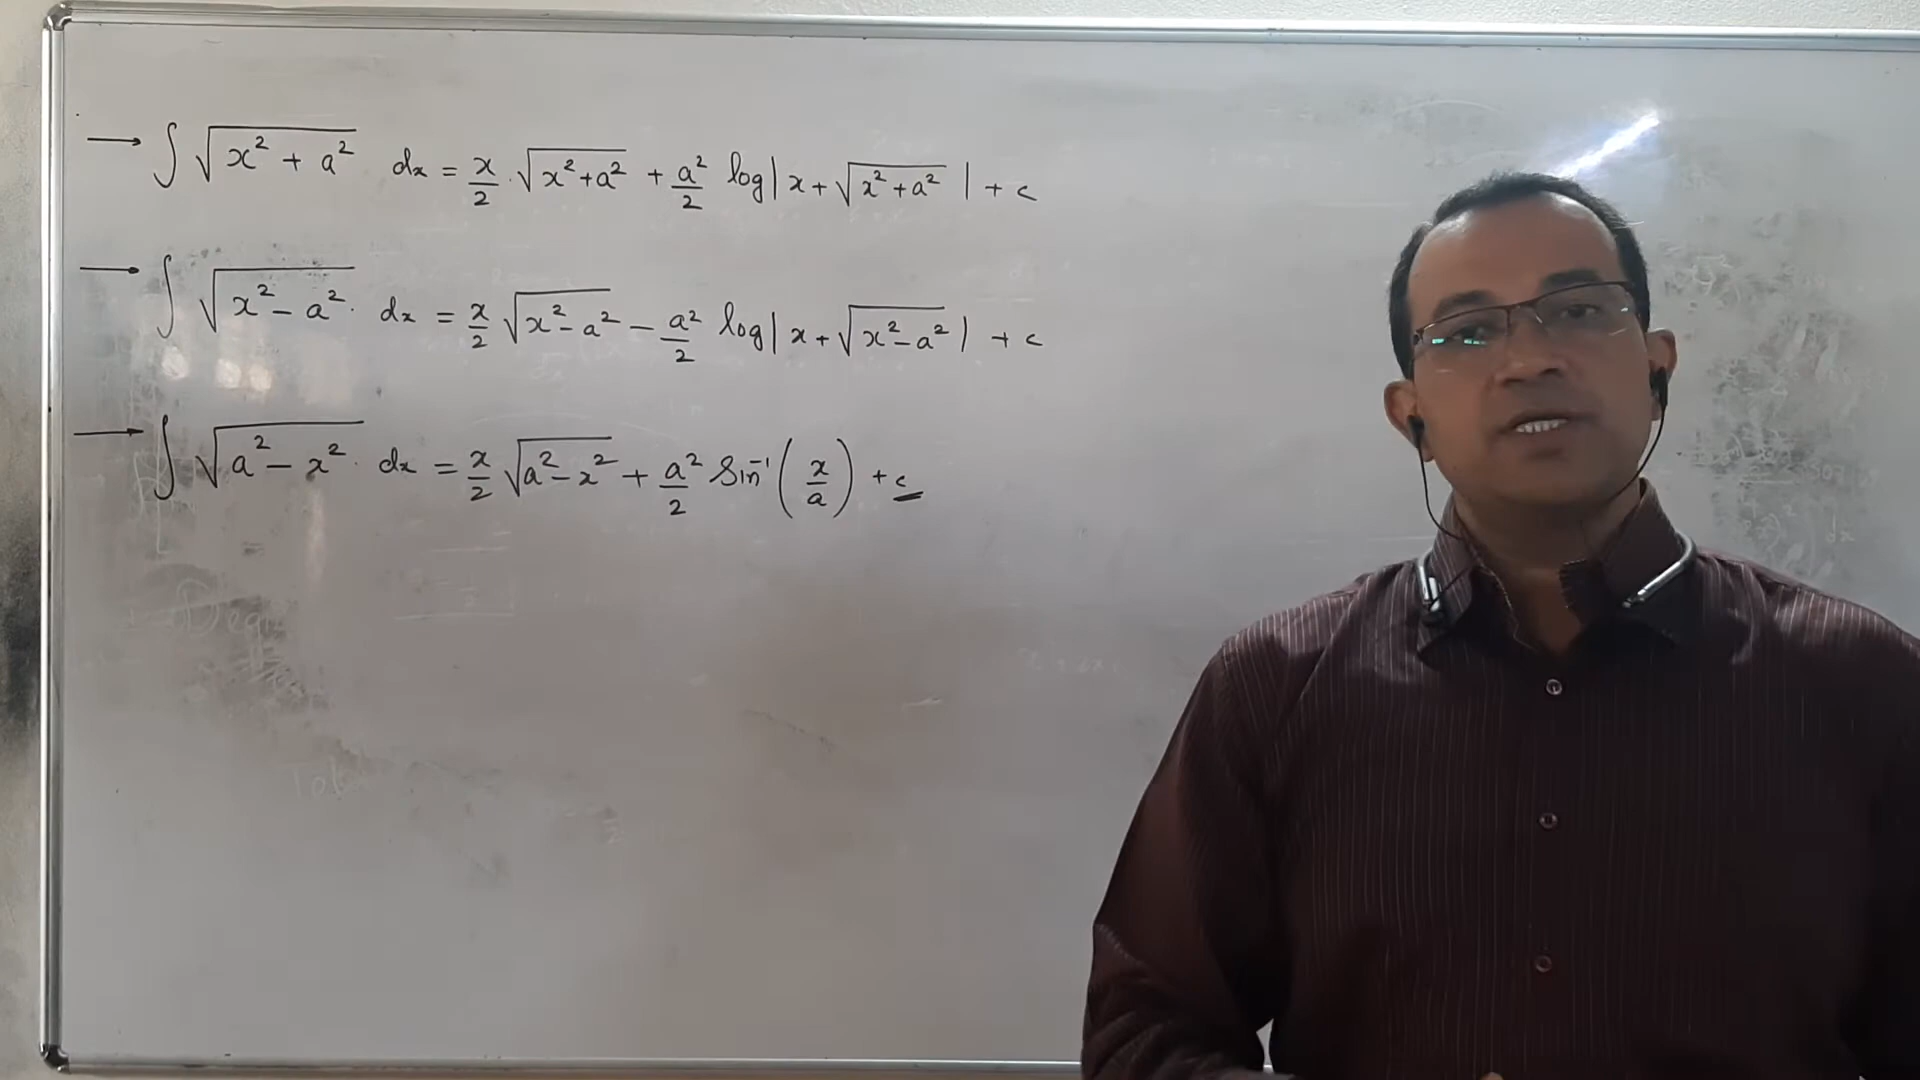 → ∫ √(x² + a²) dx = x/2 · √(x²+a²) + a²/2 log| x + √(x²+a²) | + c
→ ∫ √(x² - a²) dx = x/2 √(x²-a²) - a²/2 log| x + √(x²-a²) | + c
→ ∫ √(a² - x²) dx = x/2 √(a²-x²) + a²/2 Sin⁻¹(x/a) + c